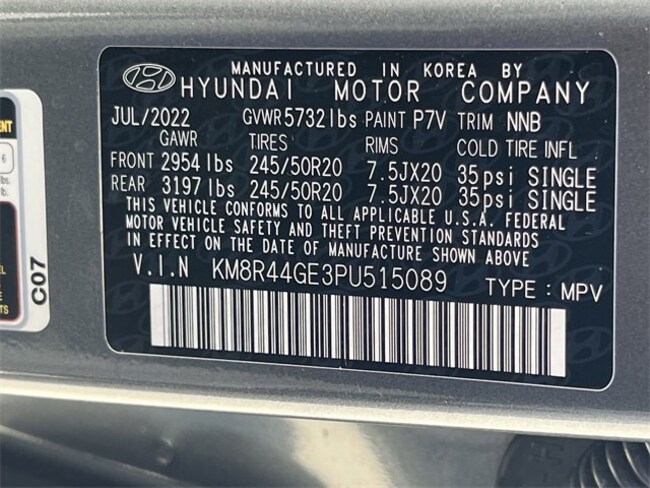 MANUFACTURED IN KOREA BY
HYUNDAI MOTOR COMPANY
JUL/2022 GVWR 5732 lbs PAINT P7V TRIM NNB
GAWR TIRES RIMS COLD TIRE INFL
FRONT 2954 lbs 245/50R20 7.5JX20 35psi SINGLE
REAR 3197 lbs 245/50R20 7.5JX20 35psi SINGLE
THIS VEHICLE CONFORMS TO ALL APPLICABLE U.S.A. FEDERAL
MOTOR VEHICLE SAFETY AND THEFT PREVENTION STANDARDS
IN EFFECT ON THE DATE OF MANUFACTURE SHOWN ABOVE
V.I.N KM8R44GE3PU515089 TYPE : MPV
C07
6
lbs.
lb.